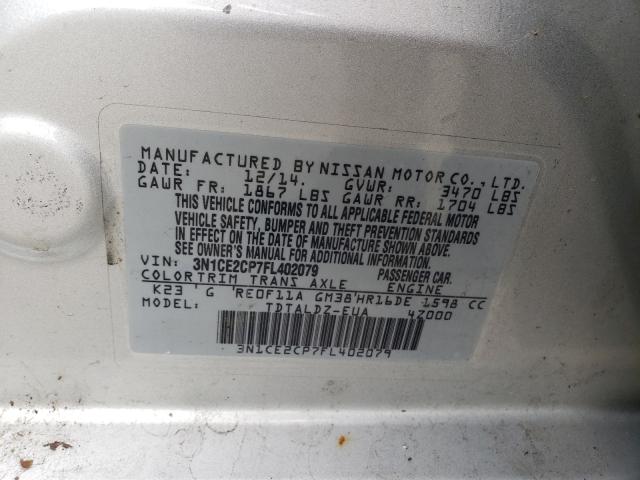 MANUFACTURED BY NISSAN MOTOR CO., LTD.
DATE: 12/14. GVWR: 3470 LBS
GAWR FR: 1867 LBS GAWR RR: 1704 LBS
THIS VEHICLE CONFORMS TO ALL APPLICABLE FEDERAL MOTOR
VEHICLE SAFETY, BUMPER AND THEFT PREVENTION STANDARDS
IN EFFECT ON THE DATE OF MANUFACTURE SHOWN ABOVE.
SEE OWNER'S MANUAL FOR ADDITIONAL INFORMATION.
VIN: 3N1CE2CP7FL402079 PASSENGER CAR.
COLOR TRIM TRANS AXLE ENGINE
K23 'G 'RE0F11A GM38'HR16DE 1598 CC
MODEL: TDTALDZ-EUA 47000
3N1CE2CP7FL402079